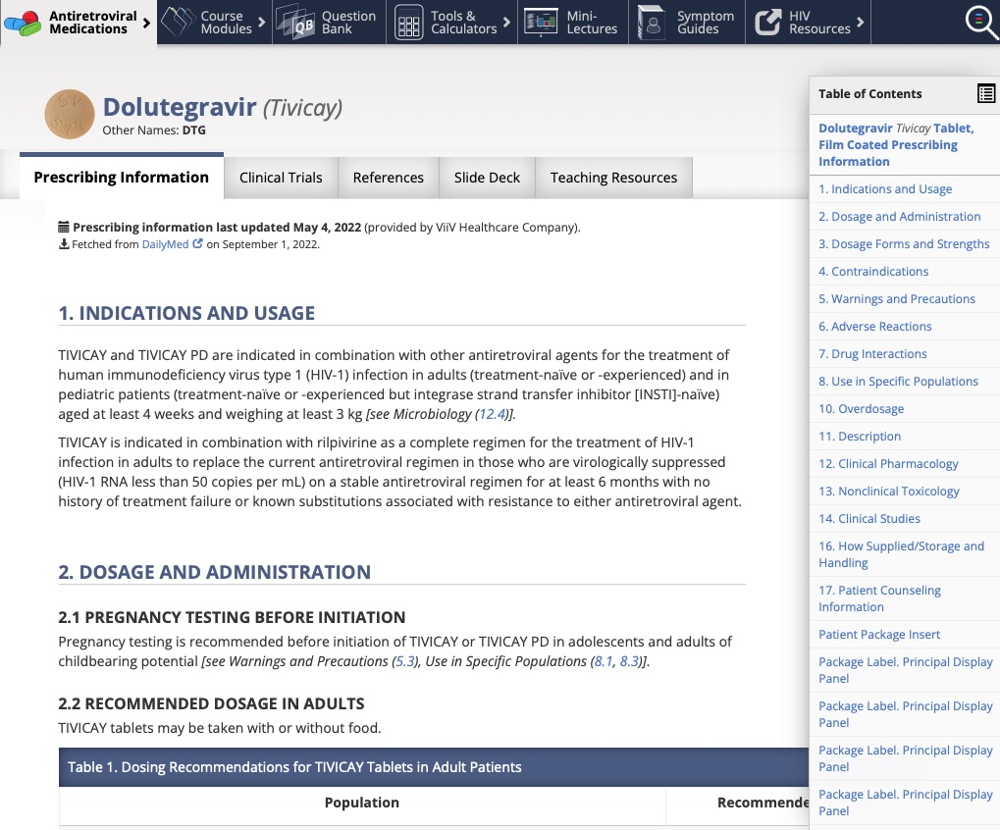 Antiretroviral
Medications
Course
Modules
QB
Question
Bank
Tools &
Calculators
Mini-
Lectures
Symptom
Guides
HIV
Resources
Dolutegravir (Tivicay)
Other Names: DTG
Prescribing Information
Clinical Trials
References
Slide Deck
Teaching Resources
Prescribing information last updated May 4, 2022 (provided by ViiV Healthcare Company).
Fetched from DailyMed on September 1, 2022.
1. INDICATIONS AND USAGE
TIVICAY and TIVICAY PD are indicated in combination with other antiretroviral agents for the treatment of
human immunodeficiency virus type 1 (HIV-1) infection in adults (treatment-naïve or -experienced) and in
pediatric patients (treatment-naïve or -experienced but integrase strand transfer inhibitor [INSTI]-naïve)
aged at least 4 weeks and weighing at least 3 kg [see Microbiology (12.4)].
TIVICAY is indicated in combination with rilpivirine as a complete regimen for the treatment of HIV-1
infection in adults to replace the current antiretroviral regimen in those who are virologically suppressed
(HIV-1 RNA less than 50 copies per mL) on a stable antiretroviral regimen for at least 6 months with no
history of treatment failure or known substitutions associated with resistance to either antiretroviral agent.
2. DOSAGE AND ADMINISTRATION
2.1 PREGNANCY TESTING BEFORE INITIATION
Pregnancy testing is recommended before initiation of TIVICAY or TIVICAY PD in adolescents and adults of
childbearing potential [see Warnings and Precautions (5.3), Use in Specific Populations (8.1, 8.3)].
2.2 RECOMMENDED DOSAGE IN ADULTS
TIVICAY tablets may be taken with or without food.
Table 1. Dosing Recommendations for TIVICAY Tablets in Adult Patients
Population
Recommende
Table of Contents
Dolutegravir Tivicay Tablet,
Film Coated Prescribing
Information
1. Indications and Usage
2. Dosage and Administration
3. Dosage Forms and Strengths
4. Contraindications
5. Warnings and Precautions
6. Adverse Reactions
7. Drug Interactions
8. Use in Specific Populations
10. Overdosage
11. Description
12. Clinical Pharmacology
13. Nonclinical Toxicology
14. Clinical Studies
16. How Supplied/Storage and
Handling
17. Patient Counseling
Information
Patient Package Insert
Package Label. Principal Display
Panel
Package Label. Principal Display
Panel
Package Label. Principal Display
Panel
Package Label. Principal Display
Panel